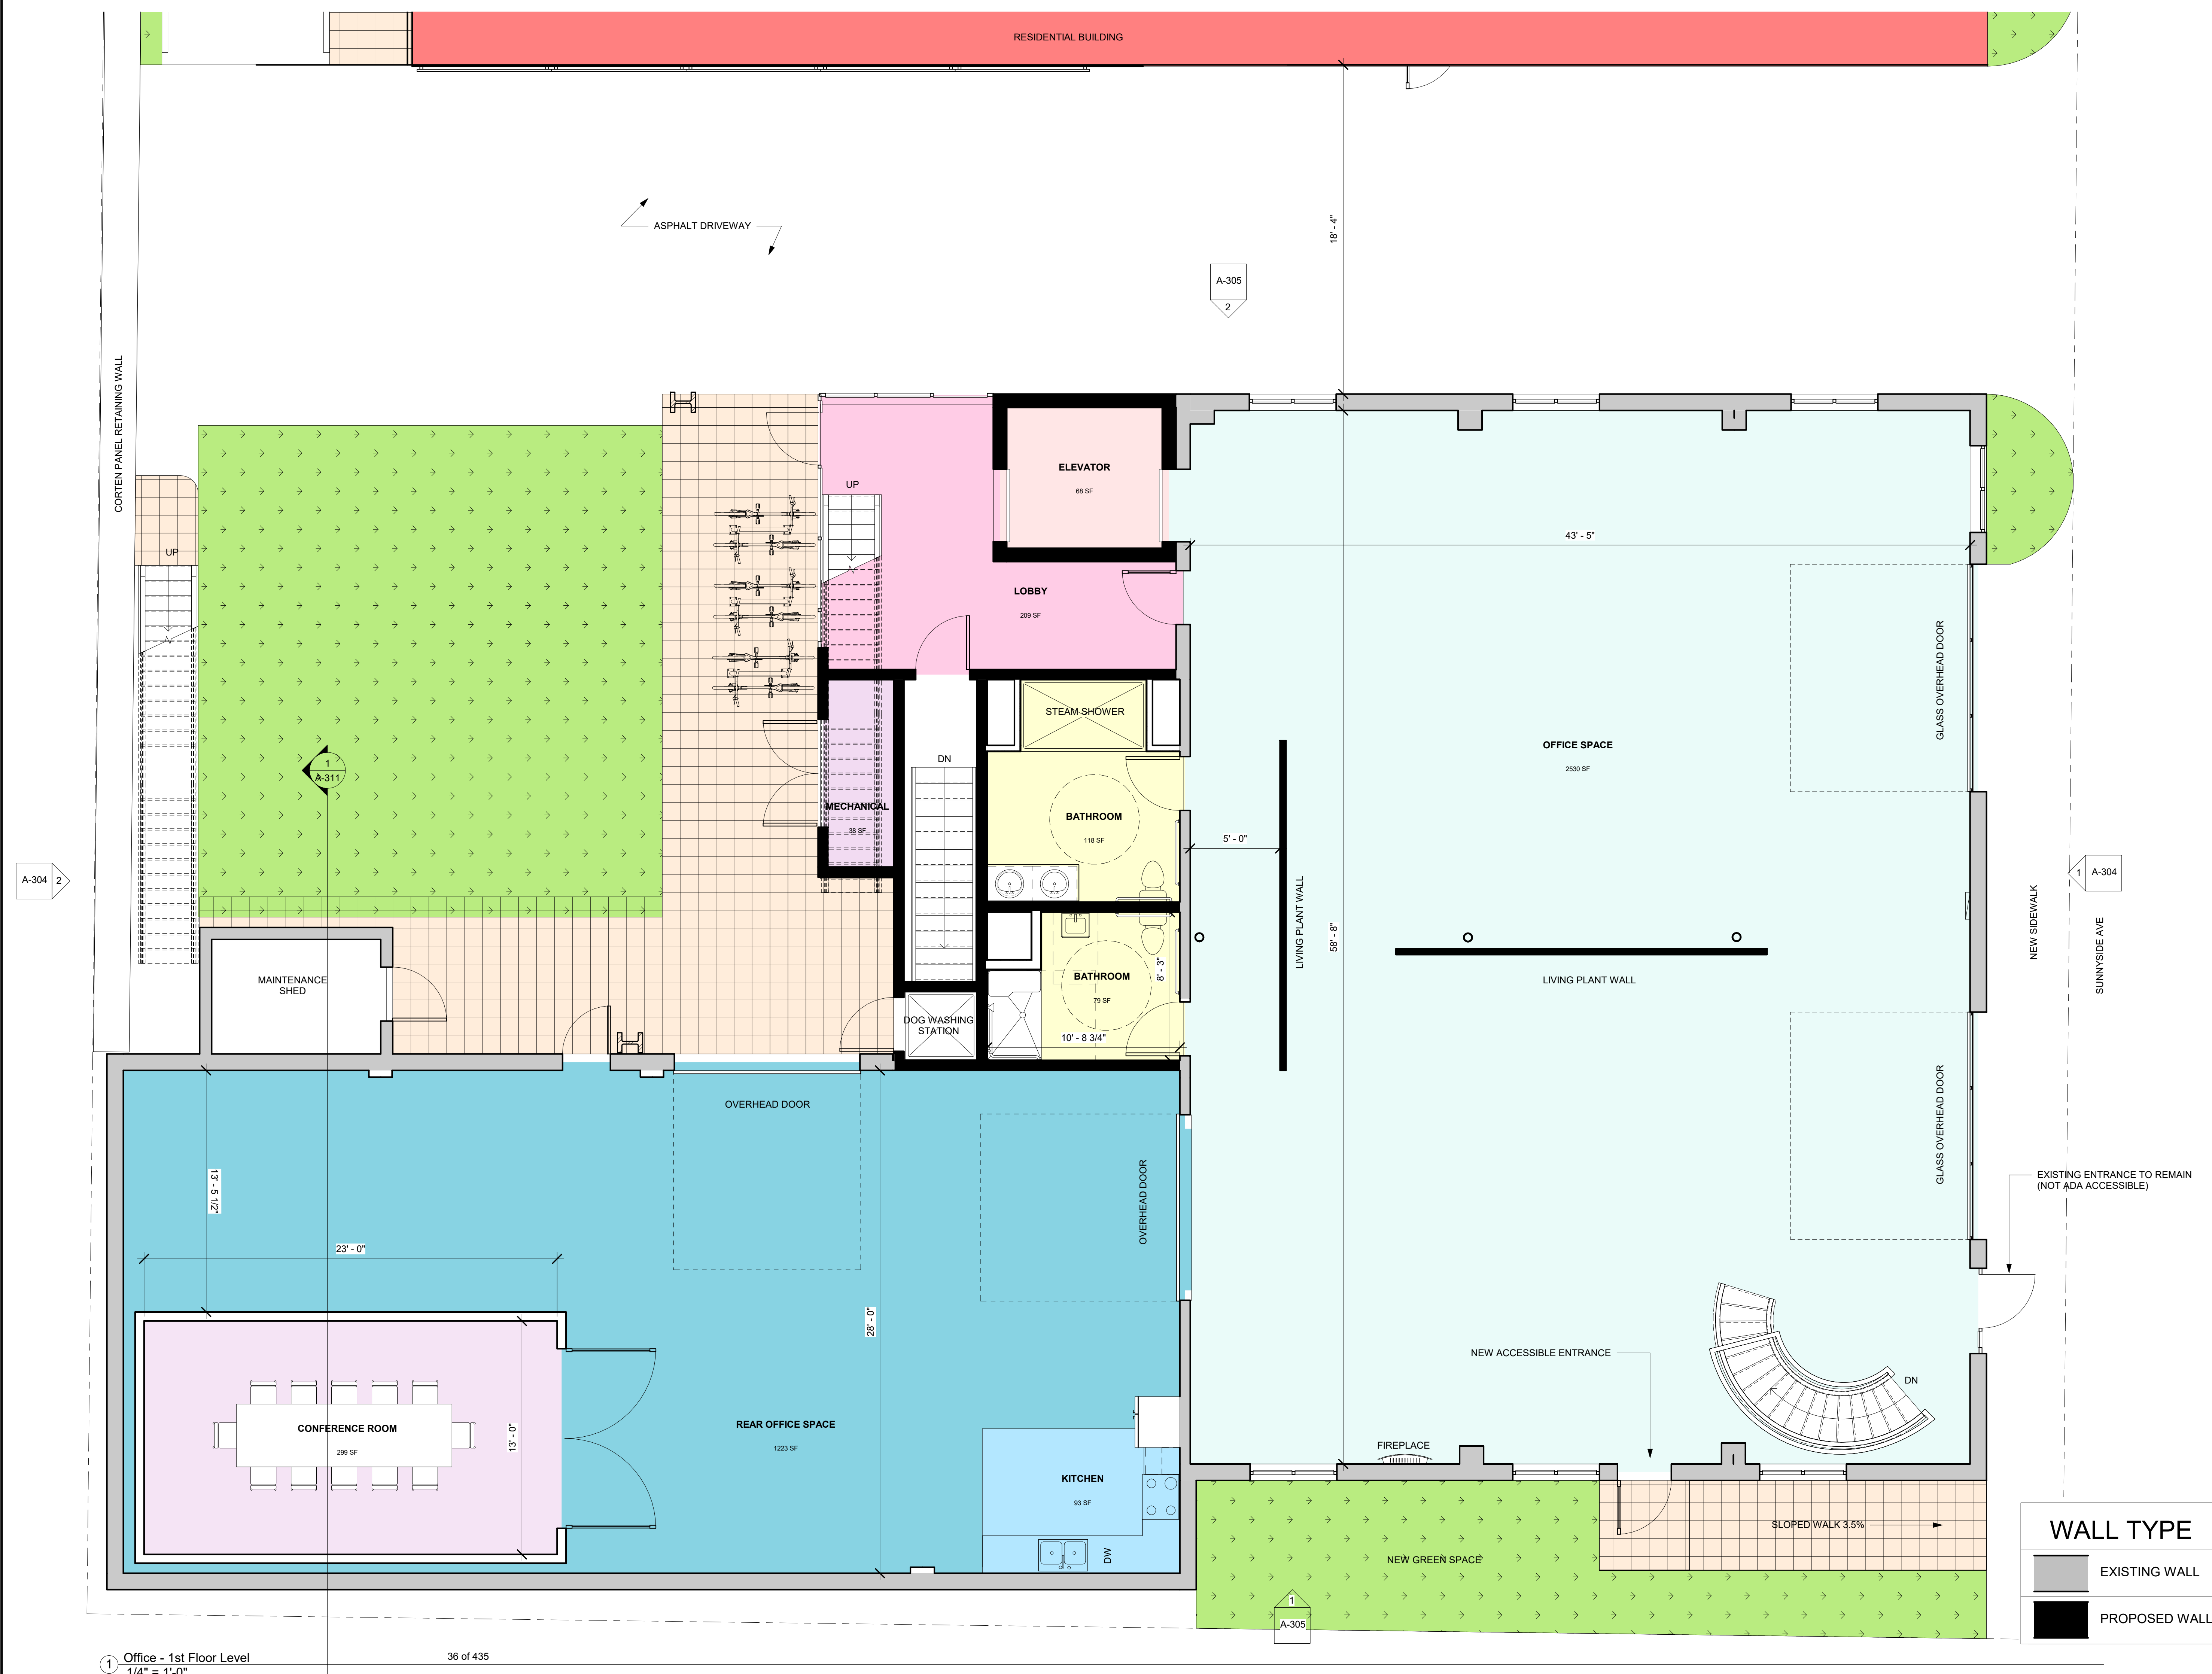 RESIDENTIAL BUILDING
ASPHALT DRIVEWAY
18' - 4"
A-305
2
CORTEN PANEL RETAINING WALL
ELEVATOR
68 SF
UP
43' - 5"
UP
LOBBY
209 SF
GLASS OVERHEAD DOOR
STEAM SHOWER
OFFICE SPACE
2530 SF
DN
1
A-311
MECHANICAL
38 SF
BATHROOM
118 SF
5' - 0"
A-304
2
1
A-304
LIVING PLANT WALL
58' - 8"
NEW SIDEWALK
SUNNYSIDE AVE
MAINTENANCE
SHED
BATHROOM
79 SF
8' - 3"
LIVING PLANT WALL
DOG WASHING
STATION
10' - 8 3/4"
OVERHEAD DOOR
GLASS OVERHEAD DOOR
13' - 5 1/2"
OVERHEAD DOOR
EXISTING ENTRANCE TO REMAIN
(NOT ADA ACCESSIBLE)
23' - 0"
28' - 0"
NEW ACCESSIBLE ENTRANCE
DN
CONFERENCE ROOM
299 SF
13' - 0"
REAR OFFICE SPACE
1223 SF
FIREPLACE
KITCHEN
93 SF
DW
SLOPED WALK 3.5%
NEW GREEN SPACE
WALL TYPE
EXISTING WALL
PROPOSED WALL
1
A-305
1
Office - 1st Floor Level
36 of 435
1/4" = 1'-0"